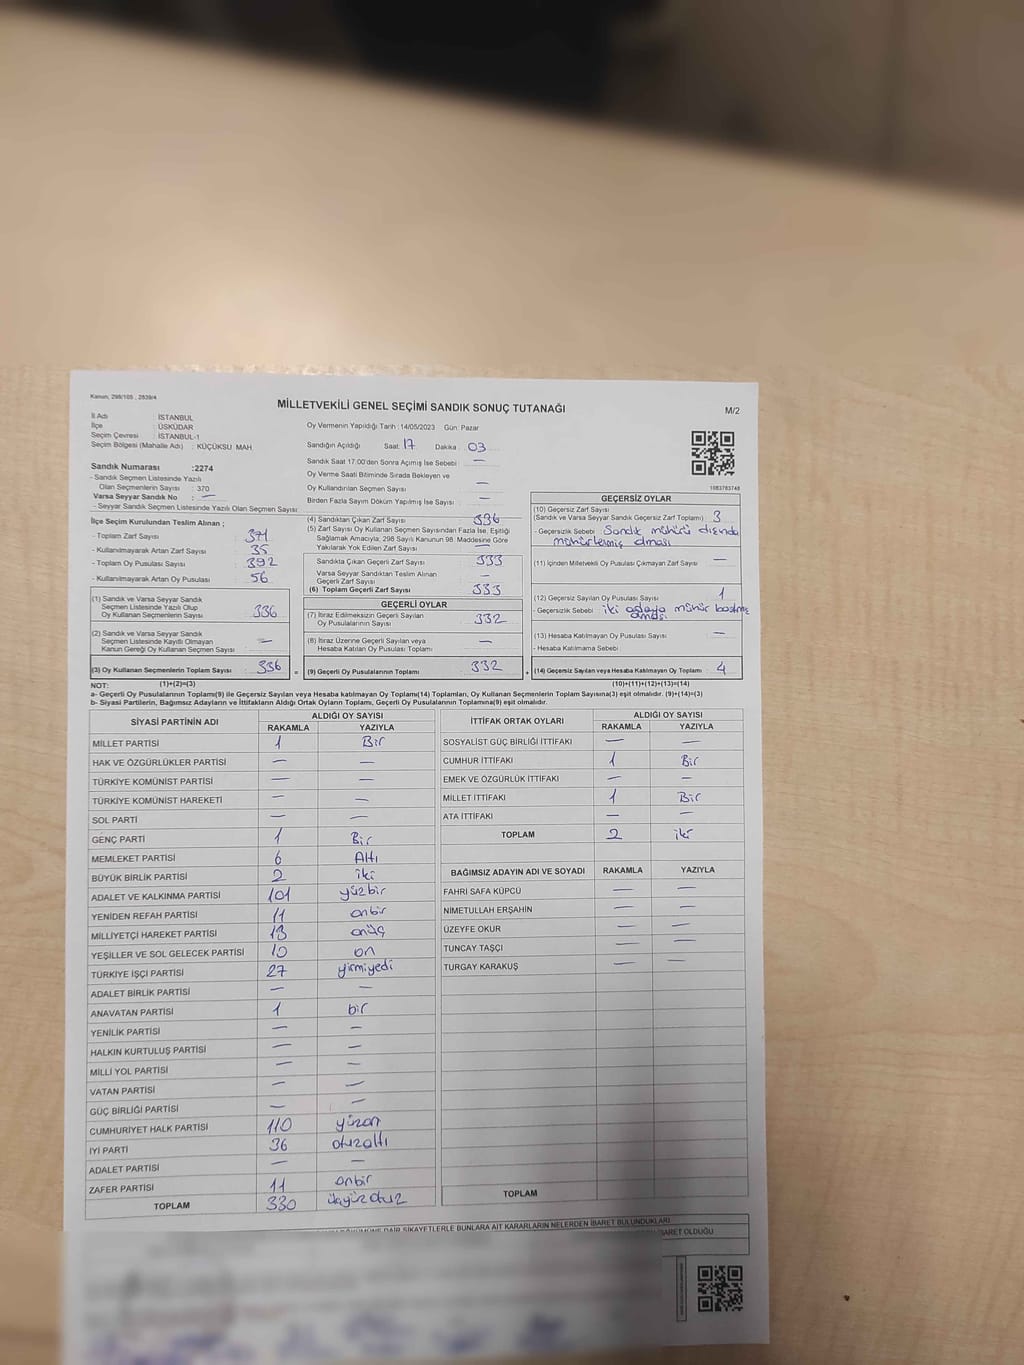 Kanun, 298/105 , 2839/4
MİLLETVEKİLİ GENEL SEÇİMİ SANDIK SONUÇ TUTANAĞI
M/2
İl Adı : İSTANBUL
İlçe : ÜSKÜDAR
Seçim Çevresi : İSTANBUL-1
Seçim Bölgesi (Mahalle Adı) : KÜÇÜKSU MAH
Sandık Numarası :2274
- Sandık Seçmen Listesinde Yazılı
Olan Seçmenlerin Sayısı : 370
Varsa Seyyar Sandık No : —
- Seyyar Sandık Seçmen Listesinde Yazılı Olan Seçmen Sayısı
İlçe Seçim Kurulundan Teslim Alınan ;
- Toplam Zarf Sayısı 371
- Kullanılmayarak Artan Zarf Sayısı 35
- Toplam Oy Pusulası Sayısı 392
- Kullanılmayarak Artan Oy Pusulası 56
(1) Sandık ve Varsa Seyyar Sandık
Seçmen Listesinde Yazılı Olup
Oy Kullanan Seçmenlerin Sayısı 336
(2) Sandık ve Varsa Seyyar Sandık
Seçmen Listesinde Kayıtlı Olmayan
Kanun Gereği Oy Kullanan Seçmen Sayısı —
(3) Oy Kullanan Seçmenlerin Toplam Sayısı 336 =
(1)+(2)=(3)
Oy Vermenin Yapıldığı Tarih : 14/05/2023 Gün: Pazar
Sandığın Açıldığı Saat: 17 Dakika : 03
Sandık Saat 17.00'den Sonra Açımış İse Sebebi : —
Oy Verme Saati Bitiminde Sırada Bekleyen ve
Oy Kullandırılan Seçmen Sayısı —
Birden Fazla Sayım Döküm Yapılmış İse Sayısı : —
(4) Sandıktan Çıkan Zarf Sayısı 336
(5) Zarf Sayısı Oy Kullanan Seçmen Sayısından Fazla İse, Eşitliği
Sağlamak Amacıyla; 298 Sayılı Kanunun 98. Maddesine Göre
Yakılarak Yok Edilen Zarf Sayısı —
Sandıkta Çıkan Geçerli Zarf Sayısı 333
Varsa Seyyar Sandıktan Teslim Alınan
Geçerli Zarf Sayısı —
(6) Toplam Geçerli Zarf Sayısı 333
GEÇERLİ OYLAR
(7) İtiraz Edilmeksizin Geçerli Sayılan
Oy Pusulalarının Sayısı 332
(8) İtiraz Üzerine Geçerli Sayılan veya
Hesaba Katılan Oy Pusulası Toplamı —
(9) Geçerli Oy Pusulalarının Toplamı 332 +
1083783748
GEÇERSİZ OYLAR
(10) Geçersiz Zarf Sayısı
(Sandık ve Varsa Seyyar Sandık Geçersiz Zarf Toplamı) 3
- Geçersizlik Sebebi : Sandık mühürü dışında
mühürlenmiş olması
(11) İçinden Milletvekili Oy Pusulası Çıkmayan Zarf Sayısı —
(12) Geçersiz Sayılan Oy Pusulası Sayısı 1
- Geçersizlik Sebebi : iki adaya mühür basılmış
olması
(13) Hesaba Katılmayan Oy Pusulası Sayısı —
- Hesaba Katılmama Sebebi :
(14) Geçersiz Sayılan veya Hesaba Katılmayan Oy Toplamı 4
(10)+(11)+(12)+(13)=(14)
NOT:
a- Geçerli Oy Pusulalarının Toplamı(9) ile Geçersiz Sayılan veya Hesaba katılmayan Oy Toplamı(14) Toplamları, Oy Kullanan Seçmenlerin Toplam Sayısına(3) eşit olmalıdır. (9)+(14)=(3)
b- Siyasi Partilerin, Bağımsız Adayların ve İttifakların Aldığı Oyların Toplamı, Geçerli Oy Pusulalarının Toplamına(9) eşit olmalıdır.
SİYASİ PARTİNİN ADI ALDIĞI OY SAYISI
RAKAMLA YAZIYLA
MİLLET PARTİSİ 1 Bir
HAK VE ÖZGÜRLÜKLER PARTİSİ — —
TÜRKİYE KOMÜNİST PARTİSİ — —
TÜRKİYE KOMÜNİST HAREKETİ — —
SOL PARTİ — —
GENÇ PARTİ 1 Bir
MEMLEKET PARTİSİ 6 Altı
BÜYÜK BİRLİK PARTİSİ 2 iki
ADALET VE KALKINMA PARTİSİ 101 yüzbir
YENİDEN REFAH PARTİSİ 11 onbir
MİLLİYETÇİ HAREKET PARTİSİ 13 onüç
YEŞİLLER VE SOL GELECEK PARTİSİ 10 on
TÜRKİYE İŞÇİ PARTİSİ 27 yirmiyedi
ADALET BİRLİK PARTİSİ — —
ANAVATAN PARTİSİ 1 bir
YENİLİK PARTİSİ — —
HALKIN KURTULUŞ PARTİSİ — —
MİLLİ YOL PARTİSİ — —
VATAN PARTİSİ — —
GÜÇ BİRLİĞİ PARTİSİ — —
CUMHURİYET HALK PARTİSİ 110 yüzon
İYİ PARTİ 36 otuzaltı
ADALET PARTİSİ — —
ZAFER PARTİSİ 11 onbir
TOPLAM 330 üçyüzotuz
İTTİFAK ORTAK OYLARI ALDIĞI OY SAYISI
RAKAMLA YAZIYLA
SOSYALİST GÜÇ BİRLİĞİ İTTİFAKI — —
CUMHUR İTTİFAKI 1 Bir
EMEK VE ÖZGÜRLÜK İTTİFAKI — —
MİLLET İTTİFAKI 1 Bir
ATA İTTİFAKI — —
TOPLAM 2 iki
BAĞIMSIZ ADAYIN ADI VE SOYADI RAKAMLA YAZIYLA
FAHRİ SAFA KÜPCÜ — —
NİMETULLAH ERŞAHİN — —
ÜZEYFE OKUR — —
TUNCAY TAŞÇI — —
TURGAY KARAKUŞ — —
TOPLAM
DAİR ŞİKAYETLERLE BUNLARA AİT KARARLARIN NELERDEN İBARET BULUNDUKLARI
OLDUĞU